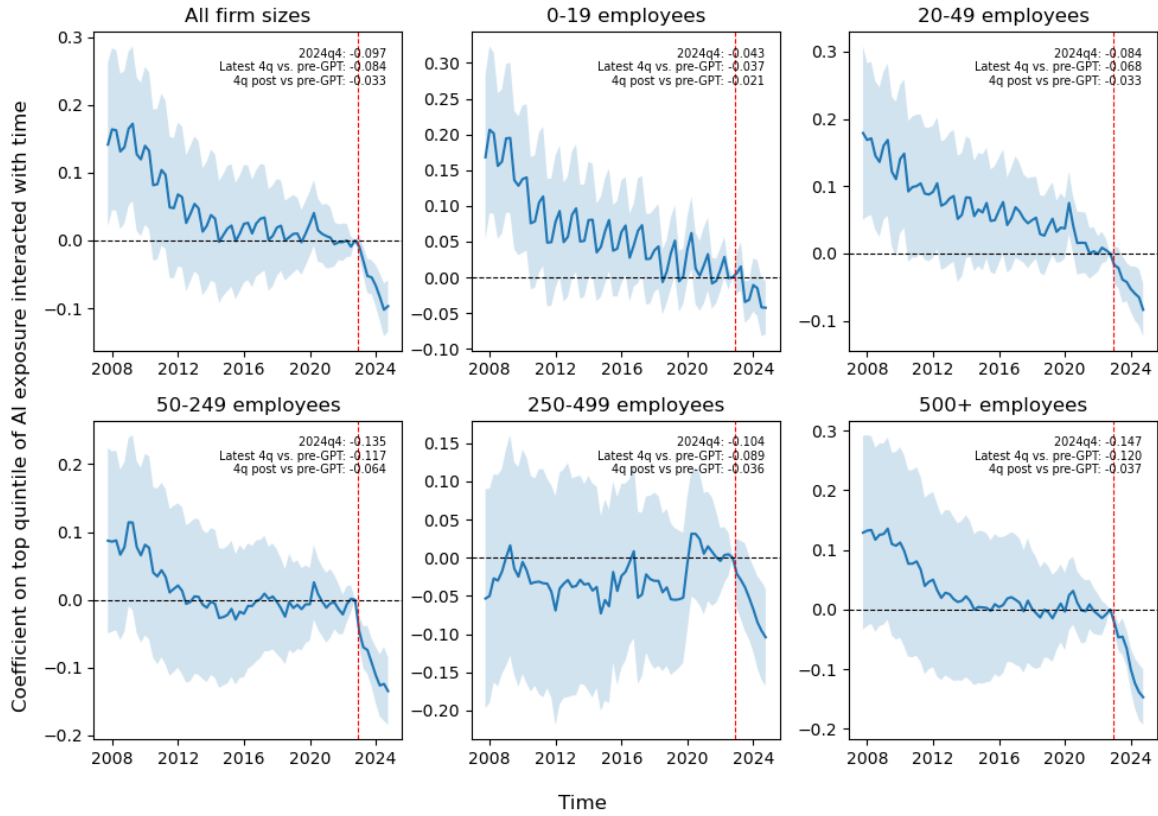 All firm sizes
0-19 employees
20-49 employees
Coefficient on top quintile of AI exposure interacted with time
0.3
0.2
0.1
0.0
−0.1
2024q4: -0.097
Latest 4q vs. pre-GPT: -0.084
4q post vs pre-GPT: -0.033
2008 2012 2016 2020 2024
0.30
0.25
0.20
0.15
0.10
0.05
0.00
−0.05
−0.10
2024q4: -0.043
Latest 4q vs. pre-GPT: -0.037
4q post vs pre-GPT: -0.021
2008 2012 2016 2020 2024
0.3
0.2
0.1
0.0
−0.1
2024q4: -0.084
Latest 4q vs. pre-GPT: -0.068
4q post vs pre-GPT: -0.033
2008 2012 2016 2020 2024
50-249 employees
250-499 employees
500+ employees
0.2
0.1
0.0
−0.1
−0.2
2024q4: -0.135
Latest 4q vs. pre-GPT: -0.117
4q post vs pre-GPT: -0.064
2008 2012 2016 2020 2024
0.15
0.10
0.05
0.00
−0.05
−0.10
−0.15
−0.20
2024q4: -0.104
Latest 4q vs. pre-GPT: -0.089
4q post vs pre-GPT: -0.036
2008 2012 2016 2020 2024
0.3
0.2
0.1
0.0
−0.1
−0.2
2024q4: -0.147
Latest 4q vs. pre-GPT: -0.120
4q post vs pre-GPT: -0.037
2008 2012 2016 2020 2024
Time